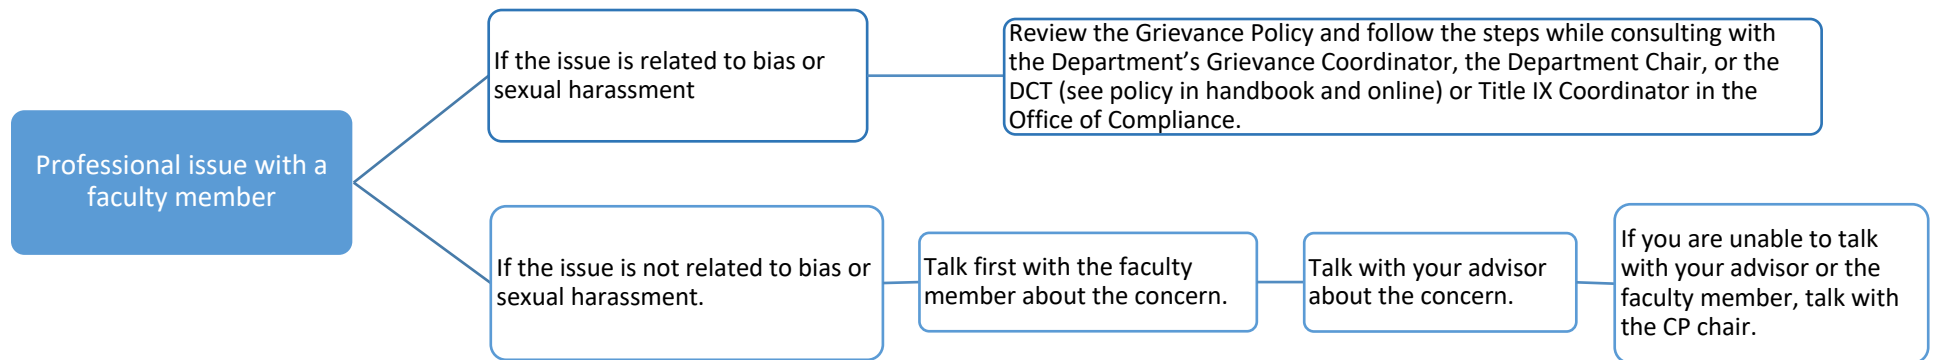 Professional issue with a
faculty member
If the issue is related to bias or
sexual harassment
Review the Grievance Policy and follow the steps while consulting with
the Department’s Grievance Coordinator, the Department Chair, or the
DCT (see policy in handbook and online) or Title IX Coordinator in the
Office of Compliance.
If the issue is not related to bias or
sexual harassment.
Talk first with the faculty
member about the concern.
Talk with your advisor
about the concern.
If you are unable to talk
with your advisor or the
faculty member, talk with
the CP chair.